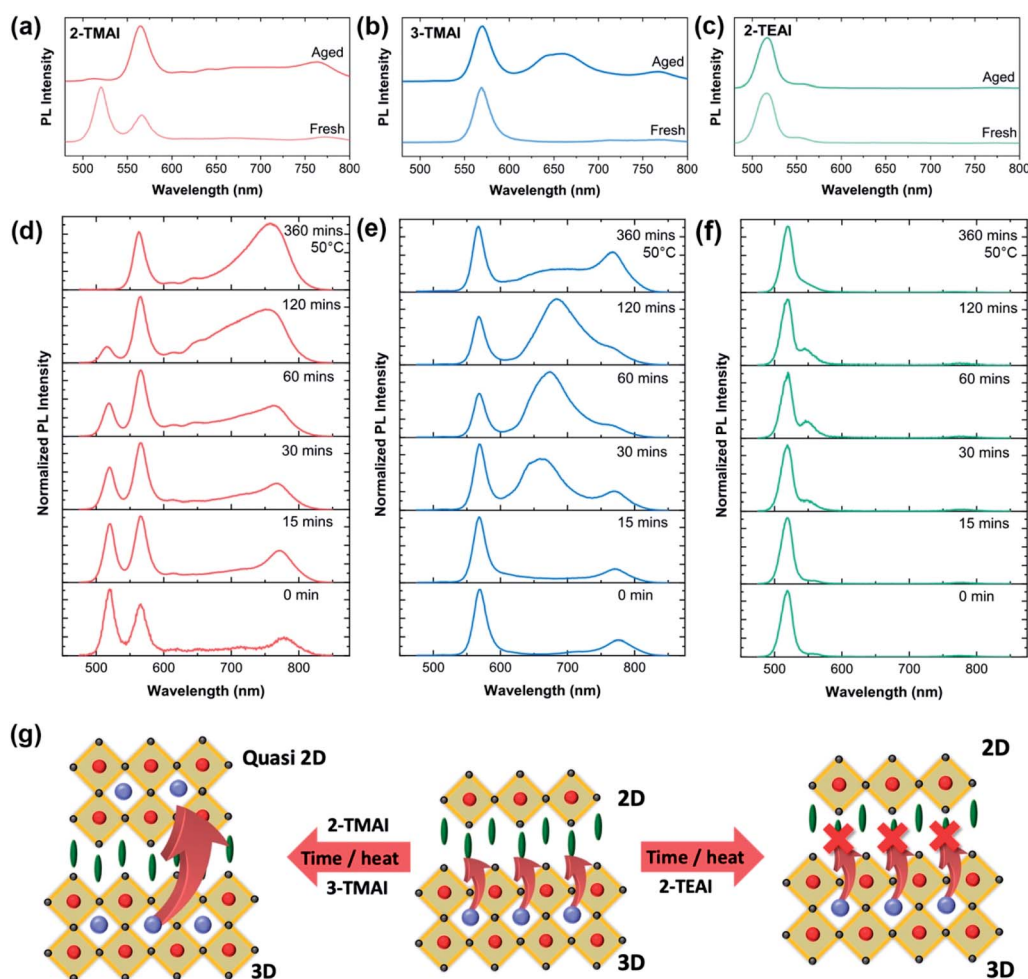 (a)
2-TMAI
Aged
Fresh
PL Intensity
500 550 600 650 700 750 800
Wavelength (nm)
(b)
3-TMAI
Aged
Fresh
PL Intensity
500 550 600 650 700 750 800
Wavelength (nm)
(c)
2-TEAI
Aged
Fresh
PL Intensity
500 550 600 650 700 750 800
Wavelength (nm)
(d)
360 mins
50°C
120 mins
60 mins
30 mins
15 mins
0 min
Normalized PL Intensity
500 600 700 800
Wavelength (nm)
(e)
360 mins
50°C
120 mins
60 mins
30 mins
15 mins
0 min
Normalized PL Intensity
500 600 700 800
Wavelength (nm)
(f)
360 mins
50°C
120 mins
60 mins
30 mins
15 mins
0 min
Normalized PL Intensity
500 600 700 800
Wavelength (nm)
(g)
Quasi 2D
3D
2-TMAI
Time / heat
3-TMAI
2D
3D
Time / heat
2-TEAI
2D
3D